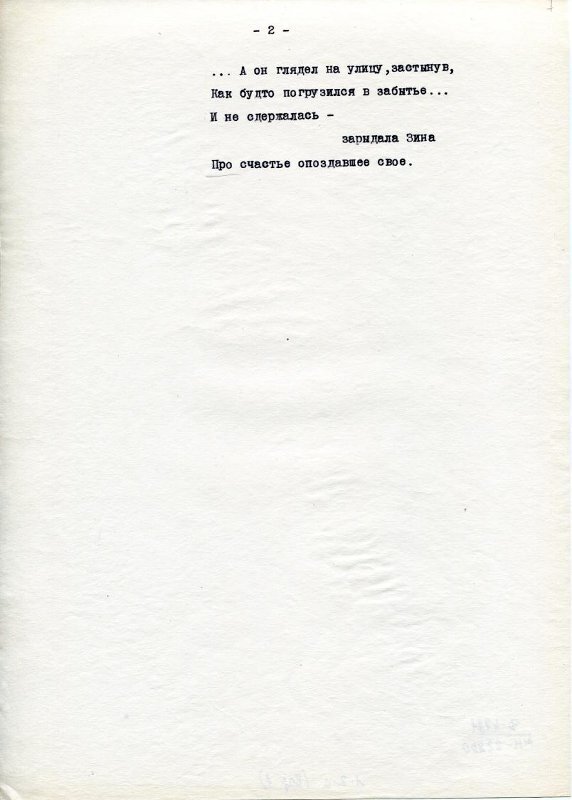 - 2 -
... А он глядел на улицу,застынув,
Как будто погрузился в забытье...
И не сдержалась -
зарыдала Зина
Про счастье опоздавшее свое.